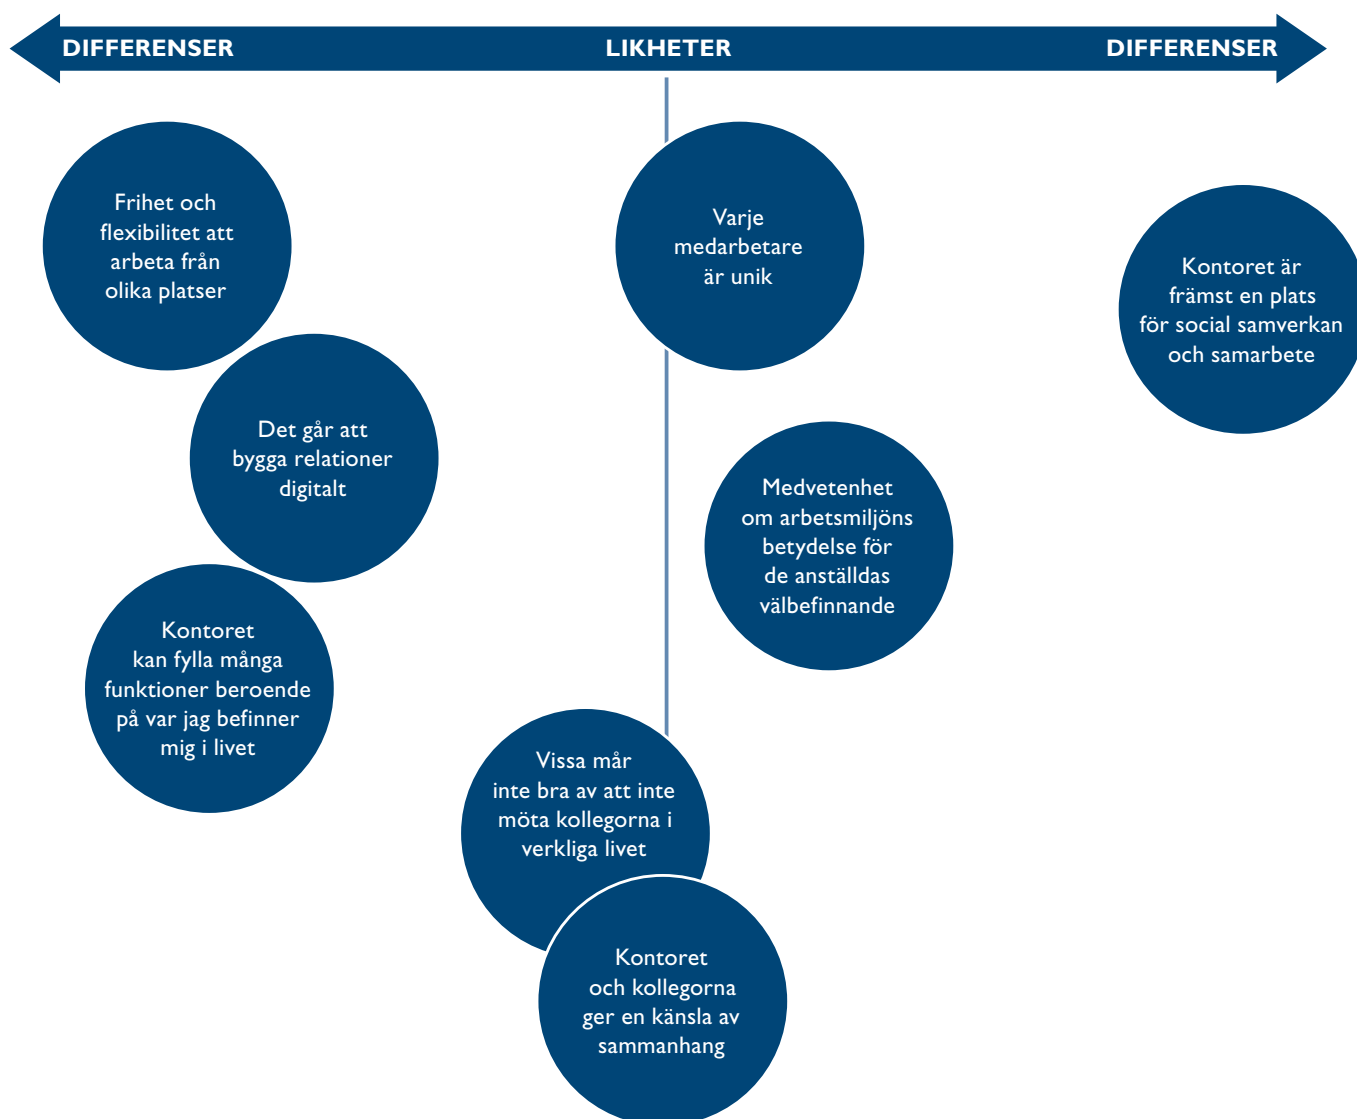 DIFFERENSER
LIKHETER
DIFFERENSER
Frihet och
flexibilitet att
arbeta från
olika platser
Det går att
bygga relationer
digitalt
Kontoret
kan fylla många
funktioner beroende
på var jag befinner
mig i livet
Varje
medarbetare
är unik
Medvetenhet
om arbetsmiljöns
betydelse för
de anställdas
välbefinnande
Vissa mår
inte bra av att inte
möta kollegorna i
verkliga livet
Kontoret
och kollegorna
ger en känsla av
sammanhang
Kontoret är
främst en plats
för social samverkan
och samarbete